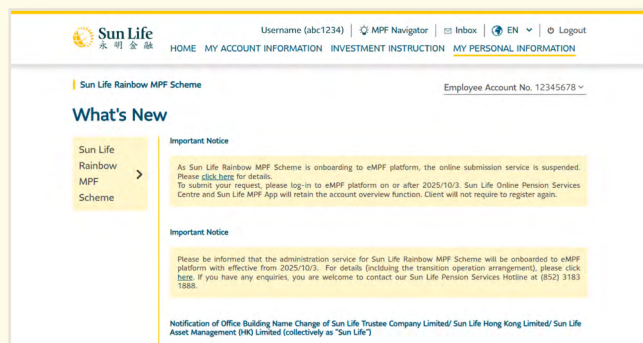 Sun Life
永明金融
Username (abc1234) MPF Navigator Inbox EN Logout
HOME MY ACCOUNT INFORMATION INVESTMENT INSTRUCTION MY PERSONAL INFORMATION
Sun Life Rainbow MPF Scheme
Employee Account No. 12345678
What's New
Sun Life
Rainbow
MPF
Scheme
Important Notice
As Sun Life Rainbow MPF Scheme is onboarding to eMPF platform, the online submission service is suspended.
Please click here for details.
To submit your request, please log-in to eMPF platform on or after 2025/10/3. Sun Life Online Pension Services
Centre and Sun Life MPF App will retain the account overview function. Client will not require to register again.
Important Notice
Please be informed that the administration service for Sun Life Rainbow MPF Scheme will be onboarded to eMPF
platform with effective from 2025/10/3. For details (inclduing the transition operation arrangement), please click
here. If you have any enquiries, you are welcome to contact our Sun Life Pension Services Hotline at (852) 3183
1888.
Notification of Office Building Name Change of Sun Life Trustee Company Limited/ Sun Life Hong Kong Limited/ Sun Life
Asset Management (HK) Limited (collectively as "Sun Life")